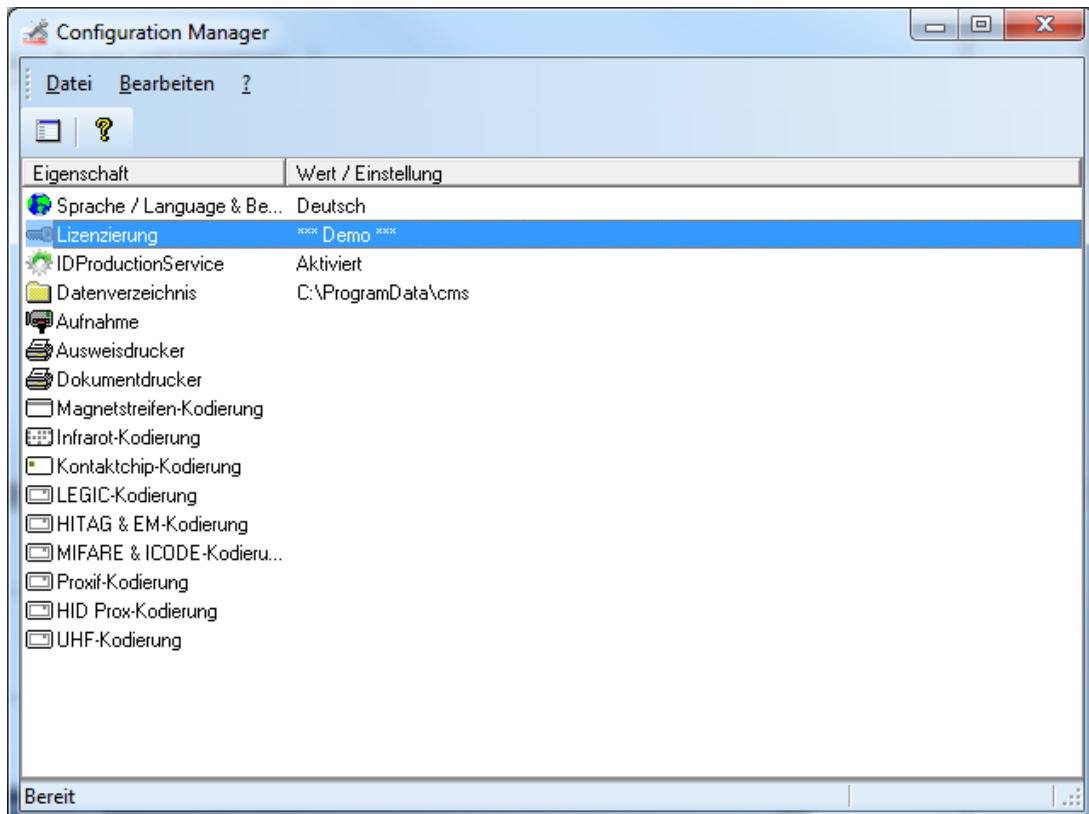 Configuration Manager
Datei Bearbeiten ?
Eigenschaft Wert / Einstellung
Sprache / Language & Be... Deutsch
Lizenzierung *** Demo ***
IDProductionService Aktiviert
Datenverzeichnis C:\ProgramData\cms
Aufnahme
Ausweisdrucker
Dokumentdrucker
Magnetstreifen-Kodierung
Infrarot-Kodierung
Kontaktchip-Kodierung
LEGIC-Kodierung
HITAG & EM-Kodierung
MIFARE & ICODE-Kodieru...
Proxif-Kodierung
HID Prox-Kodierung
UHF-Kodierung
Bereit